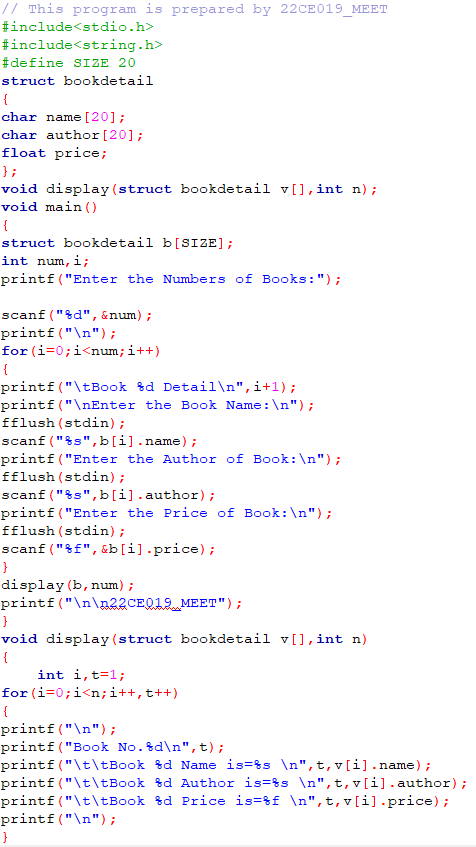 // This program is prepared by 22CE019_MEET
#include<stdio.h>
#include<string.h>
#define SIZE 20
struct bookdetail
{
char name[20];
char author[20];
float price;
};
void display(struct bookdetail v[],int n);
void main()
{
struct bookdetail b[SIZE];
int num,i;
printf("Enter the Numbers of Books:");
scanf("%d",&num);
printf("\n");
for(i=0;i<num;i++)
{
printf("\tBook %d Detail\n",i+1);
printf("\nEnter the Book Name:\n");
fflush(stdin);
scanf("%s",b[i].name);
printf("Enter the Author of Book:\n");
fflush(stdin);
scanf("%s",b[i].author);
printf("Enter the Price of Book:\n");
fflush(stdin);
scanf("%f",&b[i].price);
}
display(b,num);
printf("\n\n22CE019_MEET");
}
void display(struct bookdetail v[],int n)
{
    int i,t=1;
for(i=0;i<n;i++,t++)
{
printf("\n");
printf("Book No.%d\n",t);
printf("\t\tBook %d Name is=%s \n",t,v[i].name);
printf("\t\tBook %d Author is=%s \n",t,v[i].author);
printf("\t\tBook %d Price is=%f \n",t,v[i].price);
printf("\n");
}